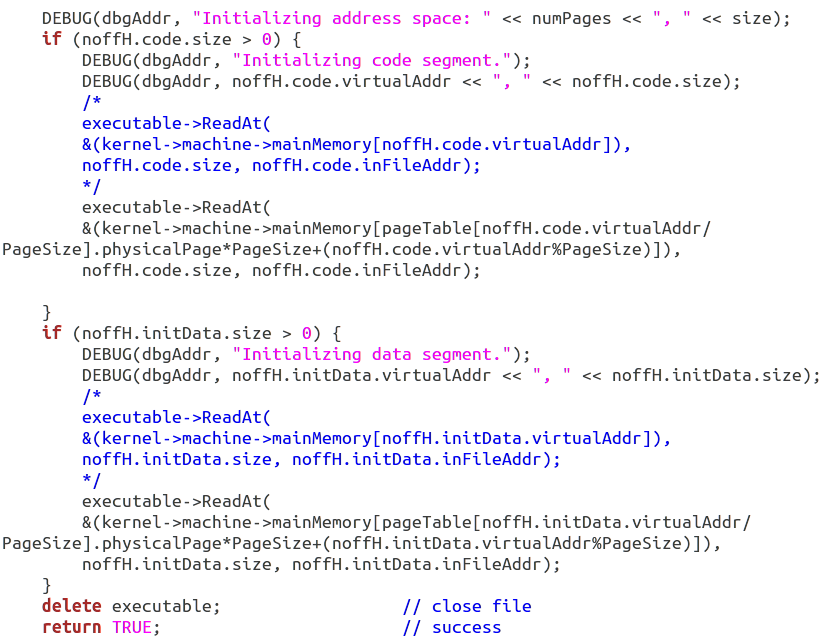 DEBUG(dbgAddr, "Initializing address space: " << numPages << ", " << size);
    if (noffH.code.size > 0) {
        DEBUG(dbgAddr, "Initializing code segment.");
        DEBUG(dbgAddr, noffH.code.virtualAddr << ", " << noffH.code.size);
        /*
        executable->ReadAt(
        &(kernel->machine->mainMemory[noffH.code.virtualAddr]),
        noffH.code.size, noffH.code.inFileAddr);
        */
        executable->ReadAt(
        &(kernel->machine->mainMemory[pageTable[noffH.code.virtualAddr/
PageSize].physicalPage*PageSize+(noffH.code.virtualAddr%PageSize)]),
        noffH.code.size, noffH.code.inFileAddr);

    }
    if (noffH.initData.size > 0) {
        DEBUG(dbgAddr, "Initializing data segment.");
        DEBUG(dbgAddr, noffH.initData.virtualAddr << ", " << noffH.initData.size);
        /*
        executable->ReadAt(
        &(kernel->machine->mainMemory[noffH.initData.virtualAddr]),
        noffH.initData.size, noffH.initData.inFileAddr);
        */
        executable->ReadAt(
        &(kernel->machine->mainMemory[pageTable[noffH.initData.virtualAddr/
PageSize].physicalPage*PageSize+(noffH.initData.virtualAddr%PageSize)]),
        noffH.initData.size, noffH.initData.inFileAddr);
    }
    delete executable;                  // close file
    return TRUE;                        // success